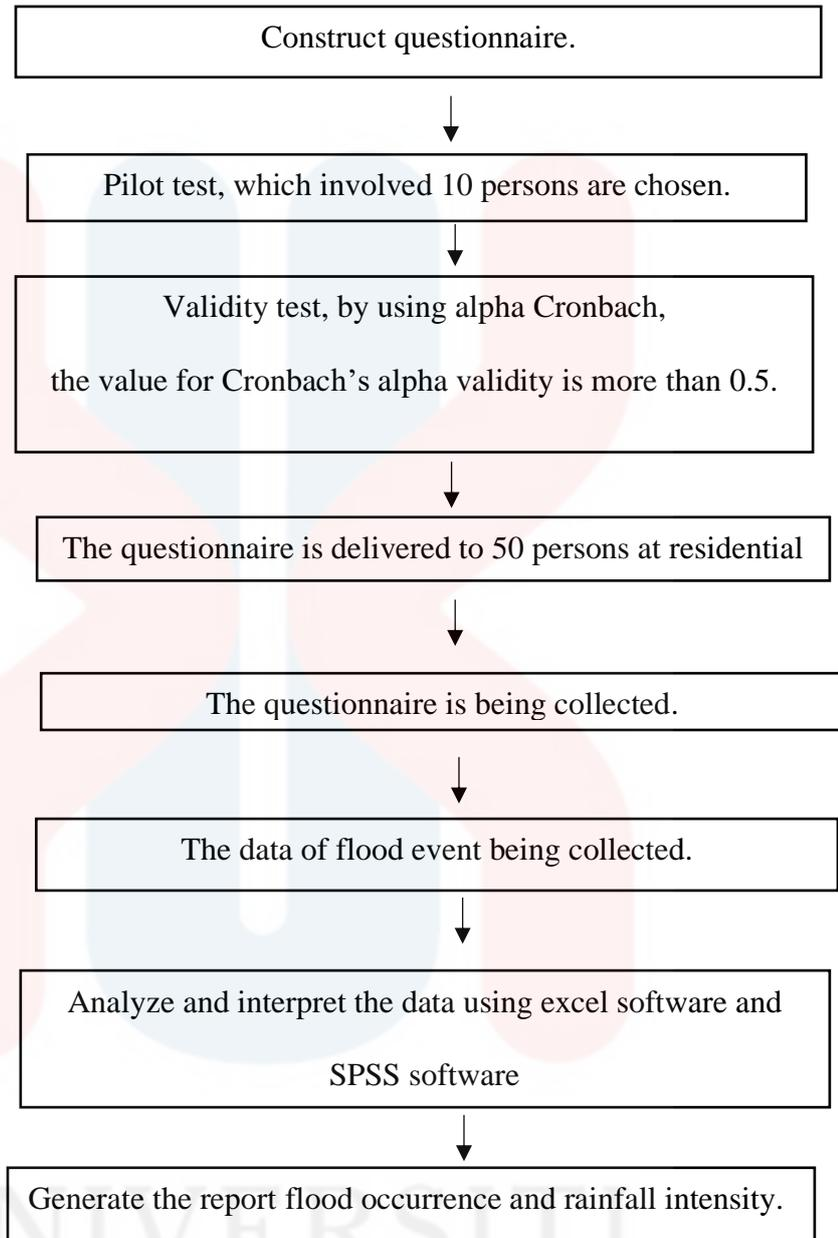 Construct questionnaire.
Pilot test, which involved 10 persons are chosen.
Validity test, by using alpha Cronbach,
the value for Cronbach’s alpha validity is more than 0.5.
The questionnaire is delivered to 50 persons at residential
The questionnaire is being collected.
The data of flood event being collected.
Analyze and interpret the data using excel software and
SPSS software
Generate the report flood occurrence and rainfall intensity.